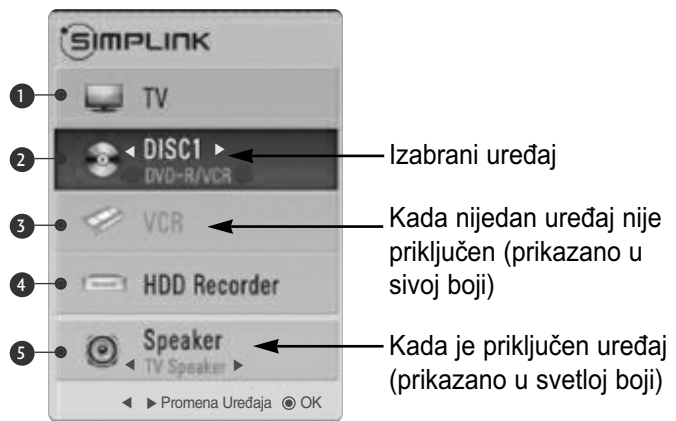 SIMPLINK
1 TV
2 ◄ DISC1 ►
DVD-R/VCR
Izabrani uređaj
3 VCR
Kada nijedan uređaj nije
priključen (prikazano u
sivoj boji)
4 HDD Recorder
5 Speaker
◄ TV Speaker ►
Kada je priključen uređaj
(prikazano u svetloj boji)
◄ ► Promena Uređaja ◉ OK